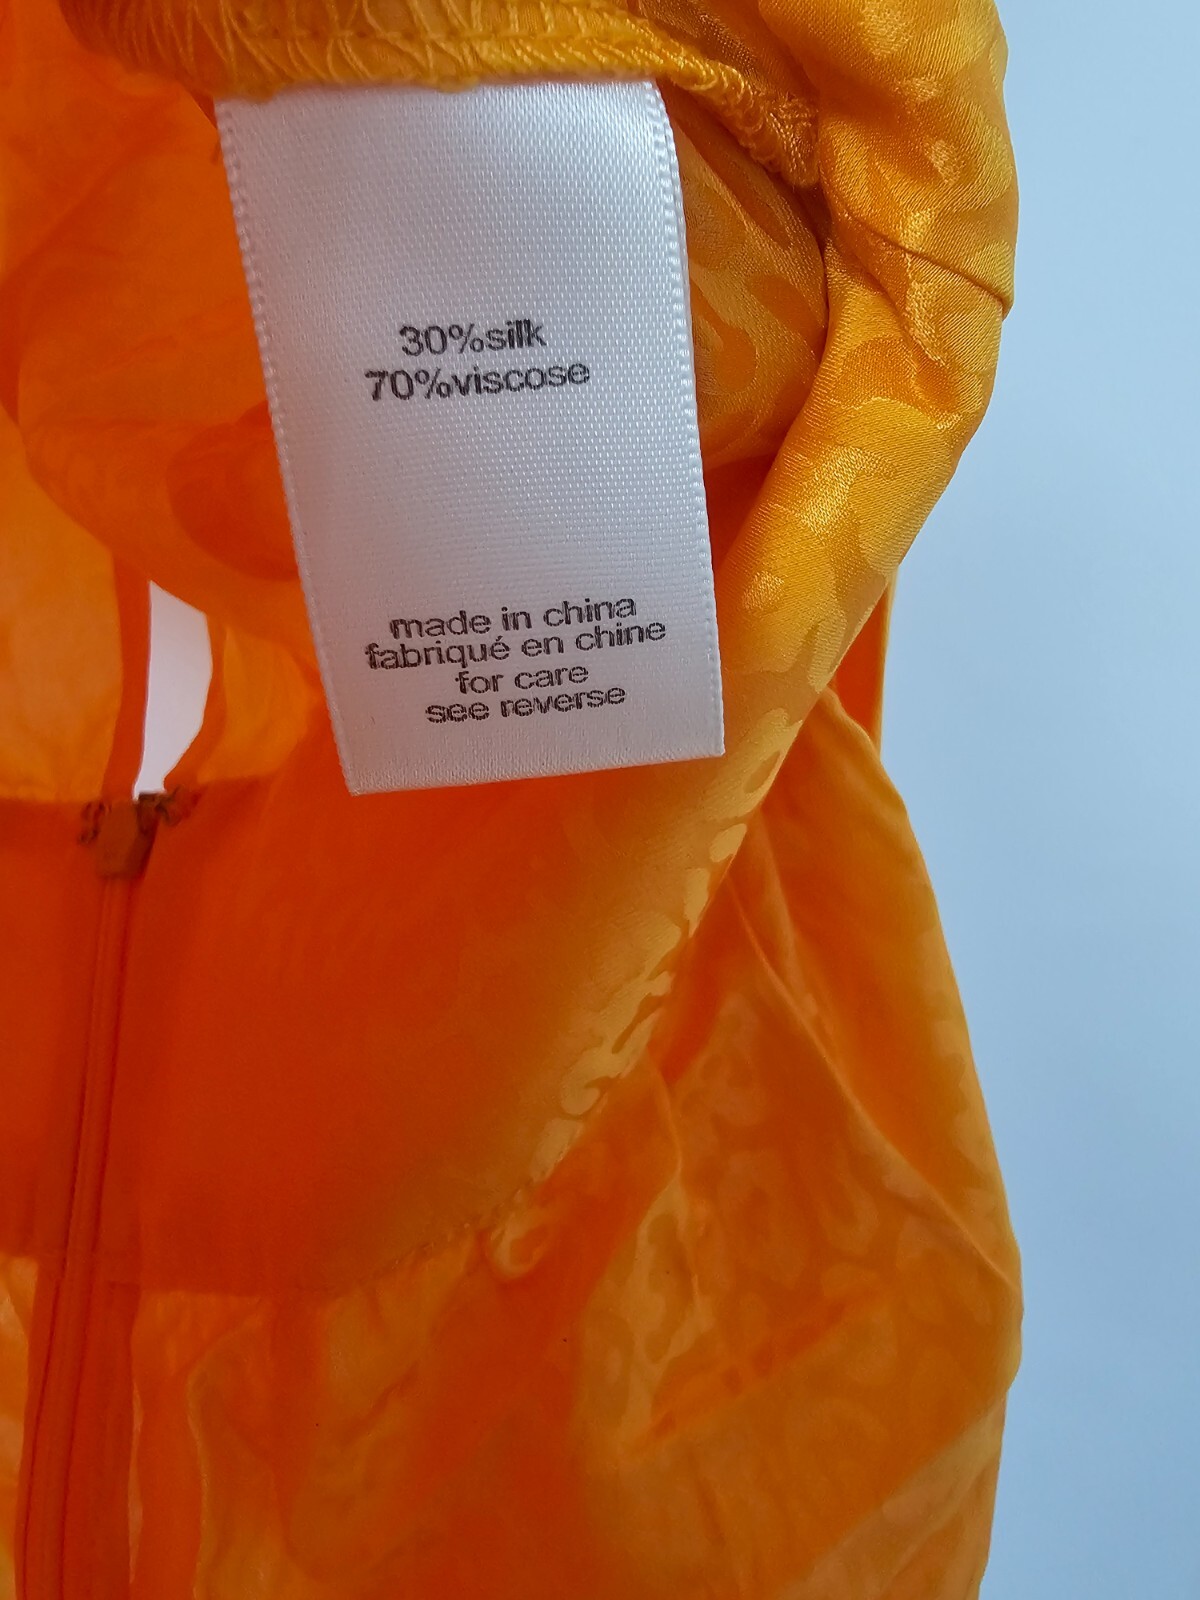 30%silk
70%viscose
made in china
fabriqué en chine
for care
see reverse